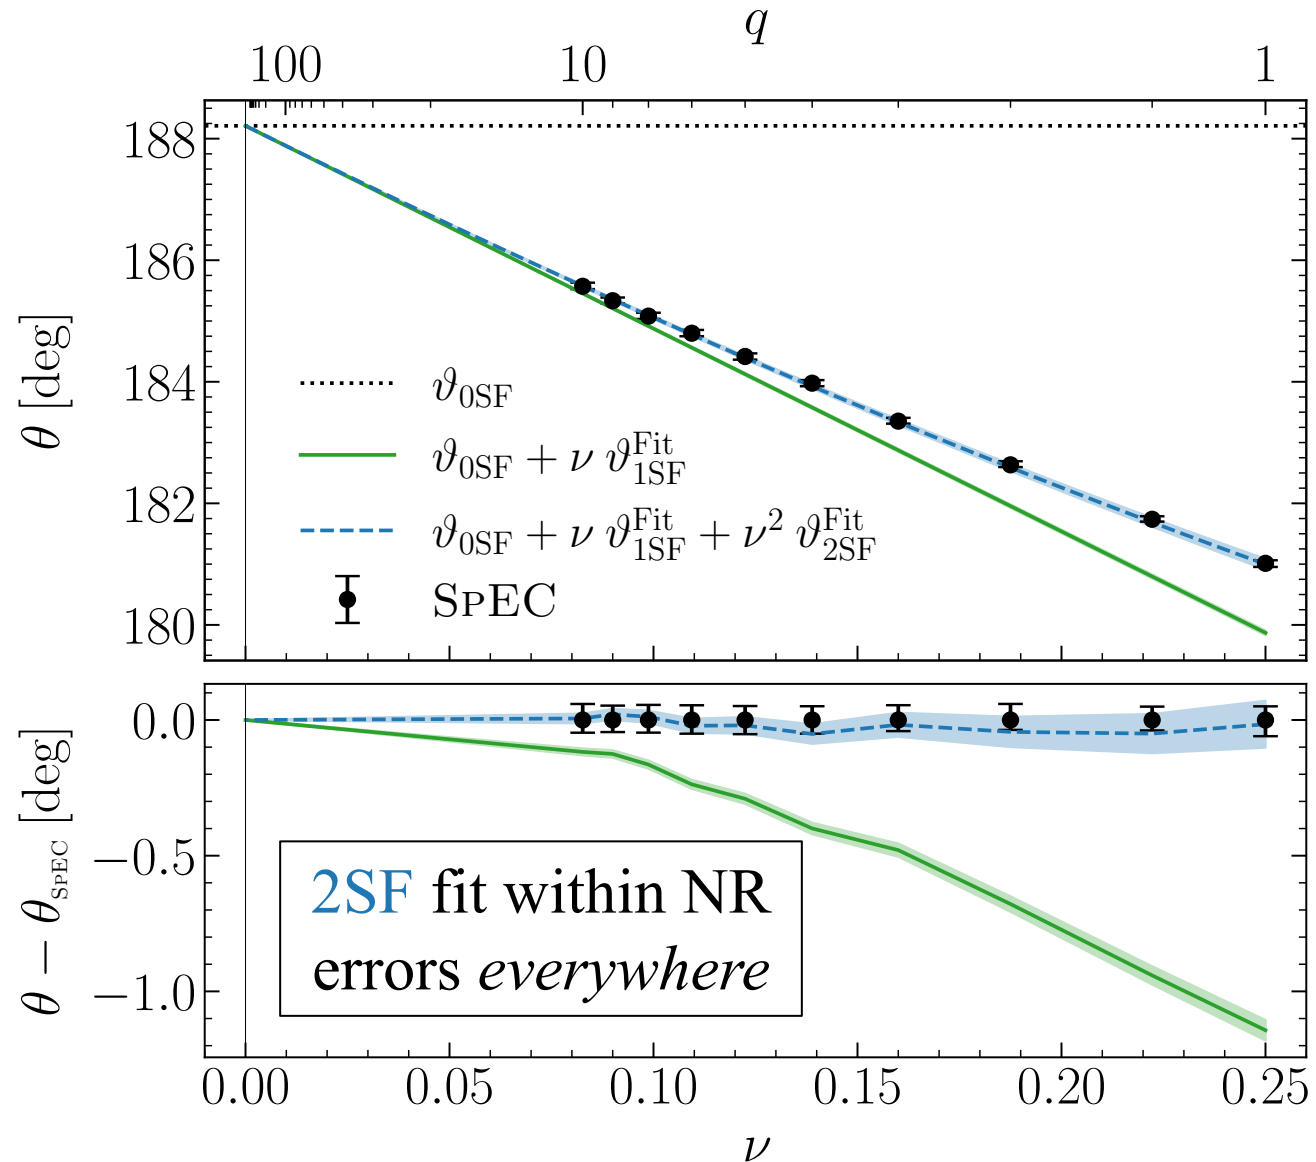 q
100 10 1
188
186
184
182
180
θ [deg]
ϑ₀SF
ϑ₀SF + ν ϑ₁SF^Fit
ϑ₀SF + ν ϑ₁SF^Fit + ν² ϑ₂SF^Fit
SPEC
0.0
−0.5
−1.0
θ − θ_SPEC [deg]
2SF fit within NR
errors everywhere
0.00 0.05 0.10 0.15 0.20 0.25
ν